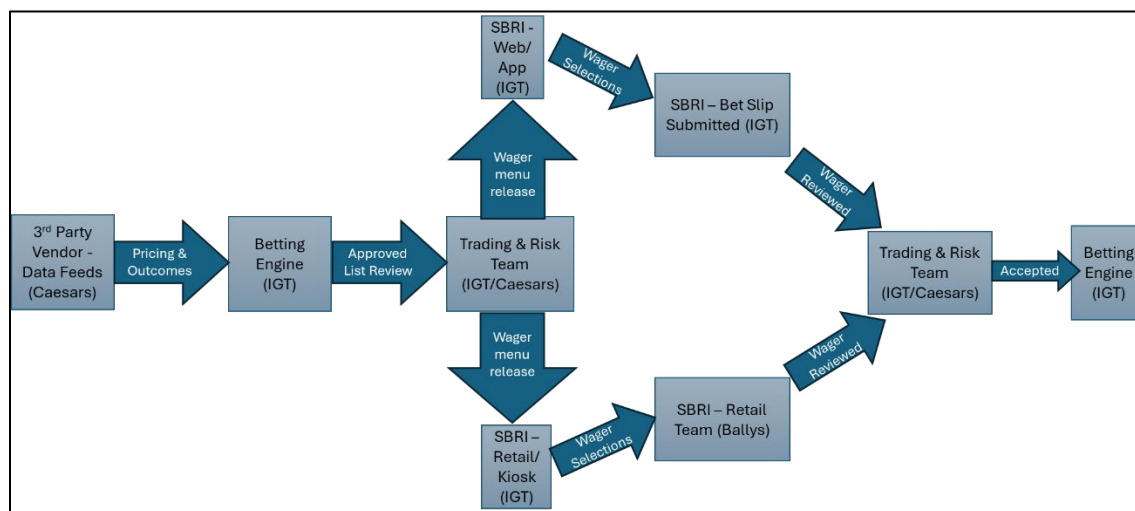 SBRI -
Web/
App
(IGT)
Wager
Selections
SBRI – Bet Slip
Submitted (IGT)
Wager
menu
release
Wager
Reviewed
3rd Party
Vendor -
Data Feeds
(Caesars)
Pricing &
Outcomes
Betting
Engine
(IGT)
Approved
List Review
Trading & Risk
Team
(IGT/Caesars)
Trading & Risk
Team
(IGT/Caesars)
Accepted
Betting
Engine
(IGT)
Wager
menu
release
Wager
Reviewed
SBRI –
Retail/
Kiosk
(IGT)
Wager
Selections
SBRI – Retail
Team (Ballys)